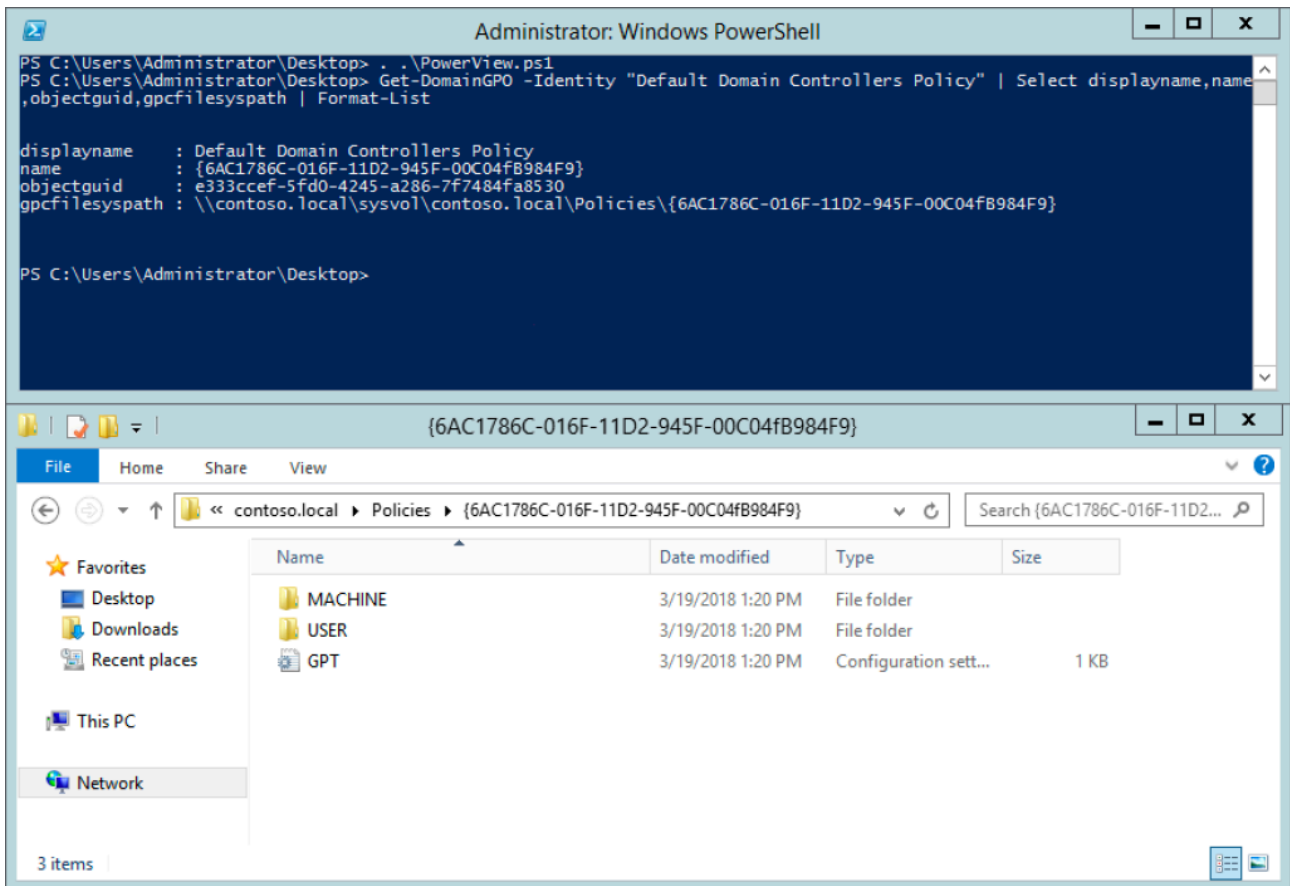 Administrator: Windows PowerShell
PS C:\Users\Administrator\Desktop> . .\PowerView.ps1
PS C:\Users\Administrator\Desktop> Get-DomainGPO -Identity "Default Domain Controllers Policy" | Select displayname,name
,objectguid,gpcfilesyspath | Format-List
displayname : Default Domain Controllers Policy
name : {6AC1786C-016F-11D2-945F-00C04fB984F9}
objectguid : e333ccef-5fd0-4245-a286-7f7484fa8530
gpcfilesyspath : \\contoso.local\sysvol\contoso.local\Policies\{6AC1786C-016F-11D2-945F-00C04fB984F9}
PS C:\Users\Administrator\Desktop>
{6AC1786C-016F-11D2-945F-00C04fB984F9}
File Home Share View
« contoso.local Policies {6AC1786C-016F-11D2-945F-00C04fB984F9} Search {6AC1786C-016F-11D2...
Favorites
Desktop
Downloads
Recent places
This PC
Network
Name Date modified Type Size
MACHINE 3/19/2018 1:20 PM File folder
USER 3/19/2018 1:20 PM File folder
GPT 3/19/2018 1:20 PM Configuration sett... 1 KB
3 items